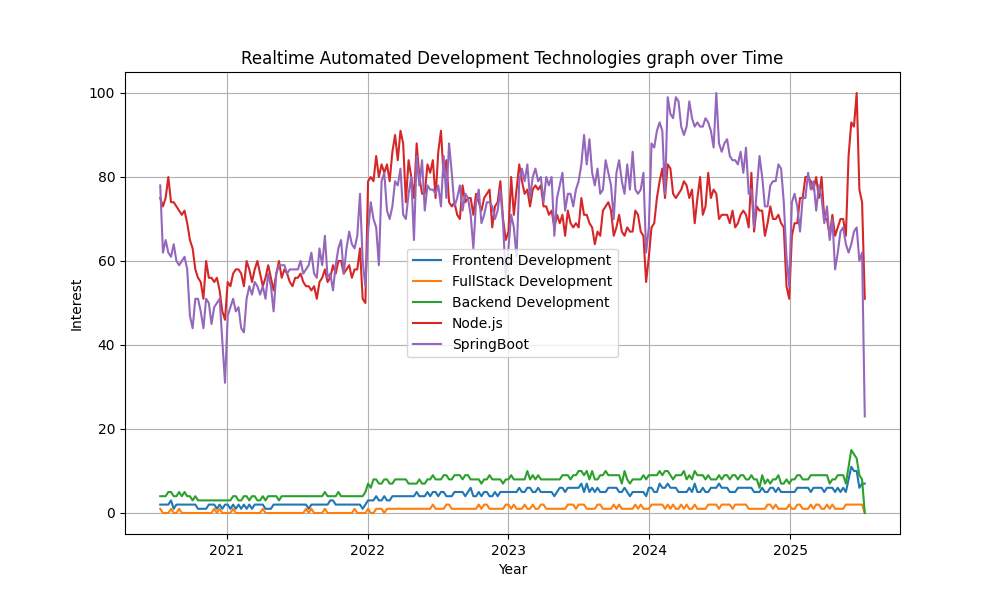 Realtime Automated Development Technologies graph over Time
100
80
60
40
20
0
Interest
Frontend Development
FullStack Development
Backend Development
Node.js
SpringBoot
2021
2022
2023
2024
2025
Year